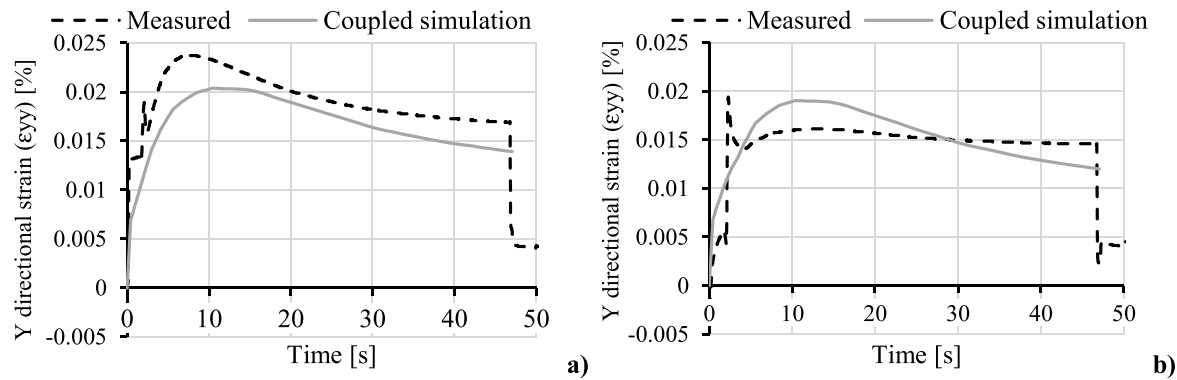 Measured Coupled simulation
Y directional strain (εyy) [%]
0.025
0.02
0.015
0.01
0.005
0
-0.005
0 10 20 30 40 50
Time [s]
a)
Measured Coupled simulation
Y directional strain (εyy) [%]
0.025
0.02
0.015
0.01
0.005
0
-0.005
0 10 20 30 40 50
Time [s]
b)